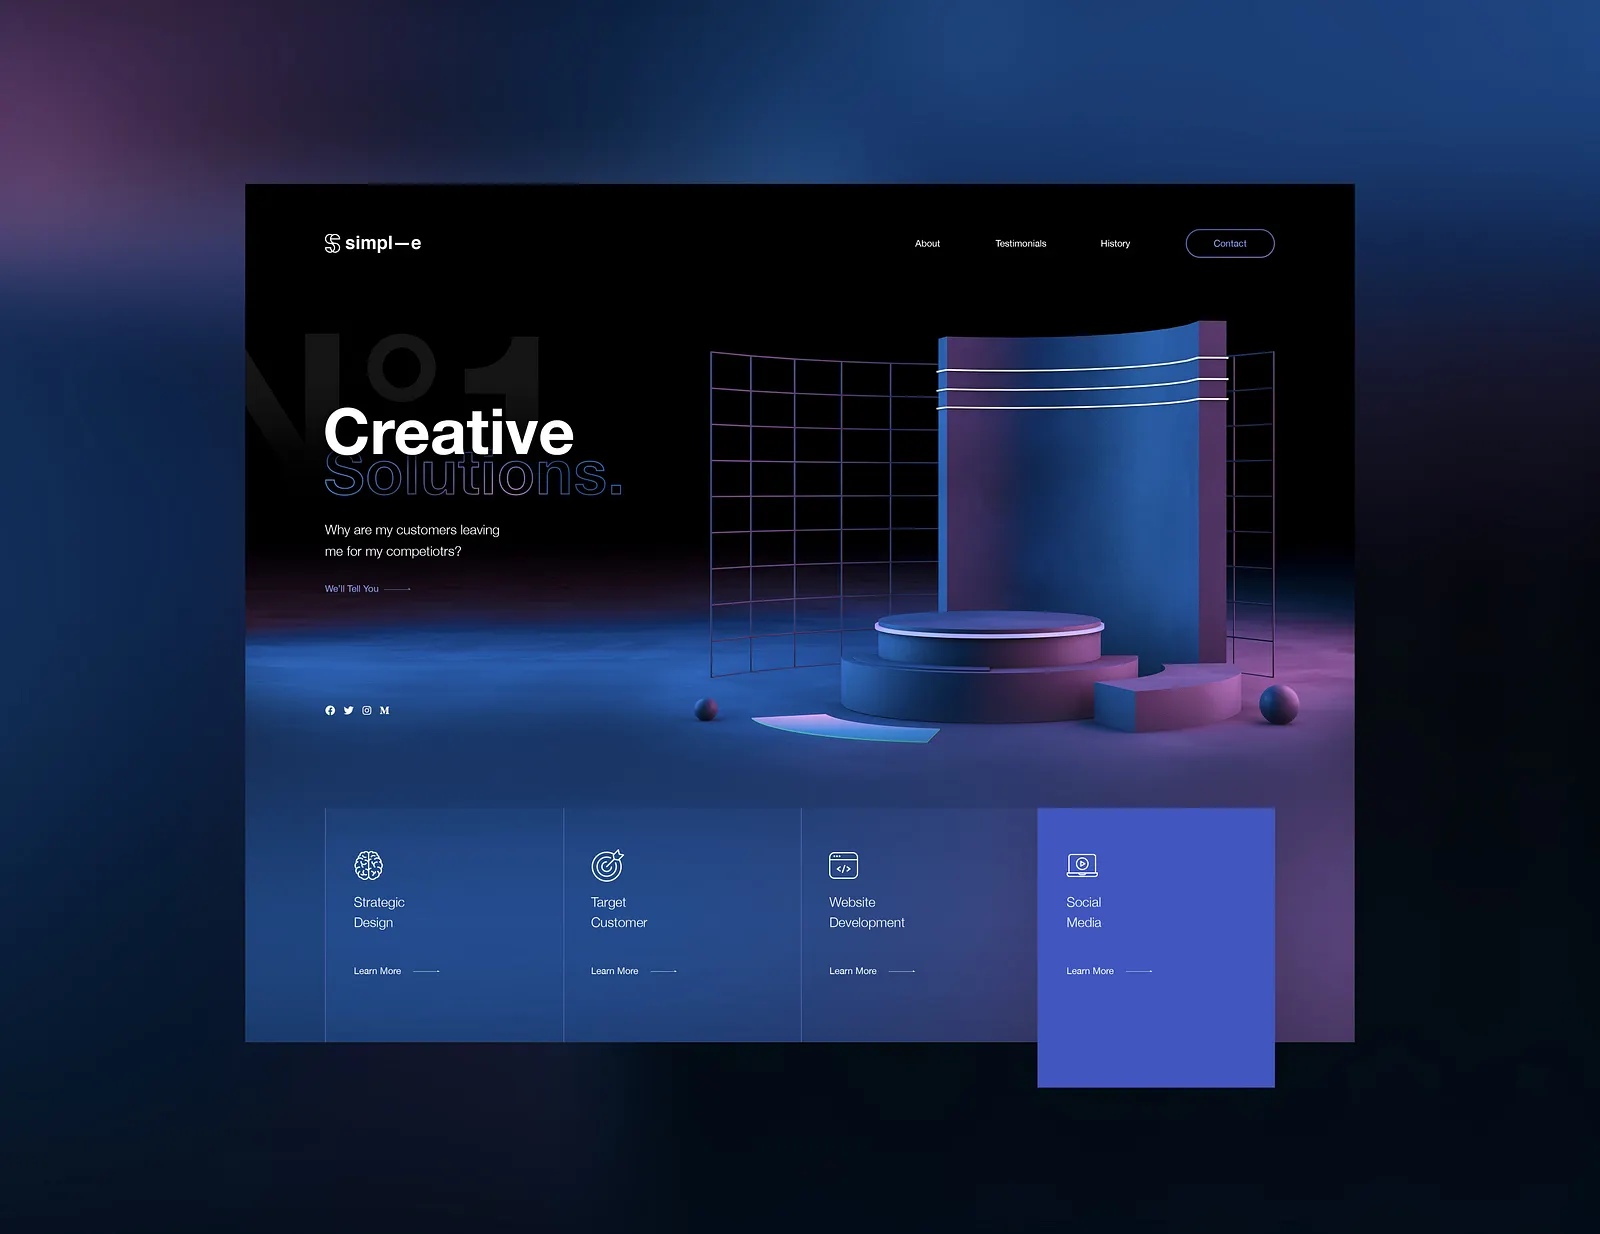 simpl—e
About
Testimonials
History
Contact
N°1
Creative
Solutions.
Why are my customers leaving
me for my competiotrs?
We'll Tell You
Strategic
Design
Learn More
Target
Customer
Learn More
Website
Development
Learn More
Social
Media
Learn More